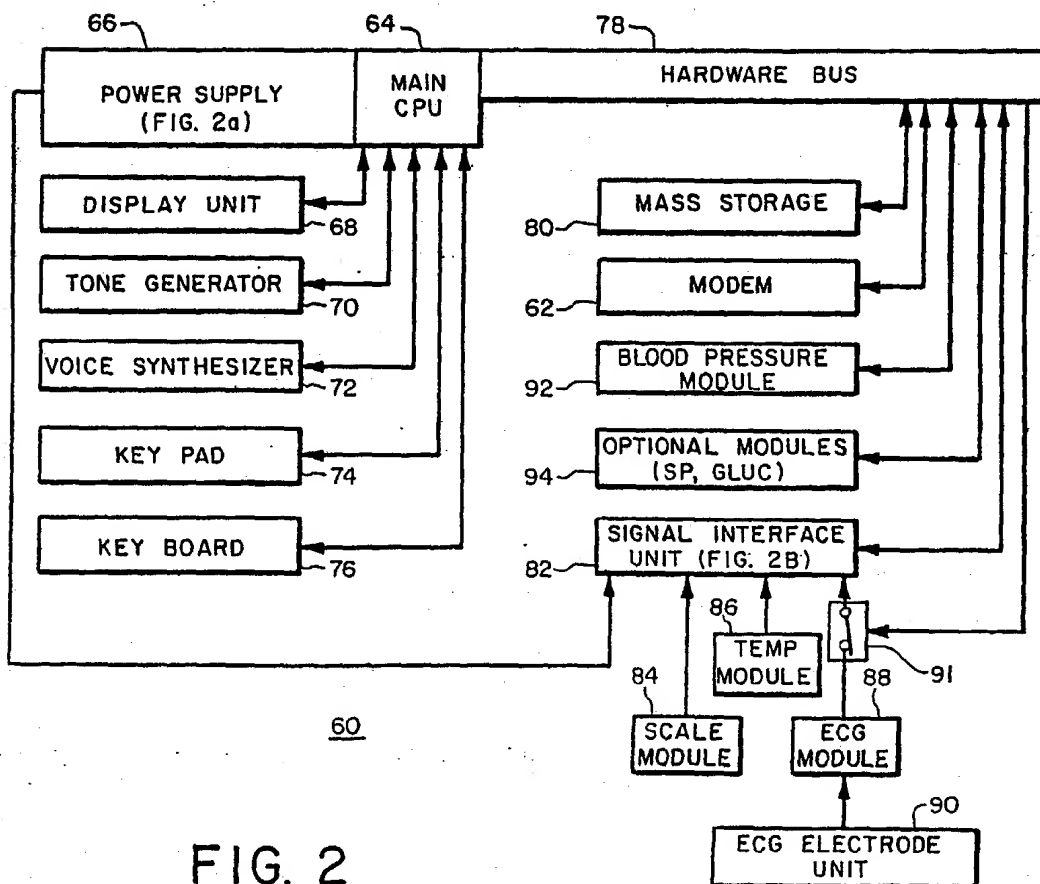 66
64
78
POWER SUPPLY
(FIG. 2a)
MAIN
CPU
HARDWARE BUS
DISPLAY UNIT
68
TONE GENERATOR
70
VOICE SYNTHESIZER
72
KEY PAD
74
KEY BOARD
76
MASS STORAGE
80
MODEM
62
BLOOD PRESSURE
MODULE
92
OPTIONAL MODULES
(SP, GLUC)
94
SIGNAL INTERFACE
UNIT (FIG. 2B)
82
86
TEMP
MODULE
91
84
SCALE
MODULE
88
ECG
MODULE
60
90
ECG ELECTRODE
UNIT
FIG. 2